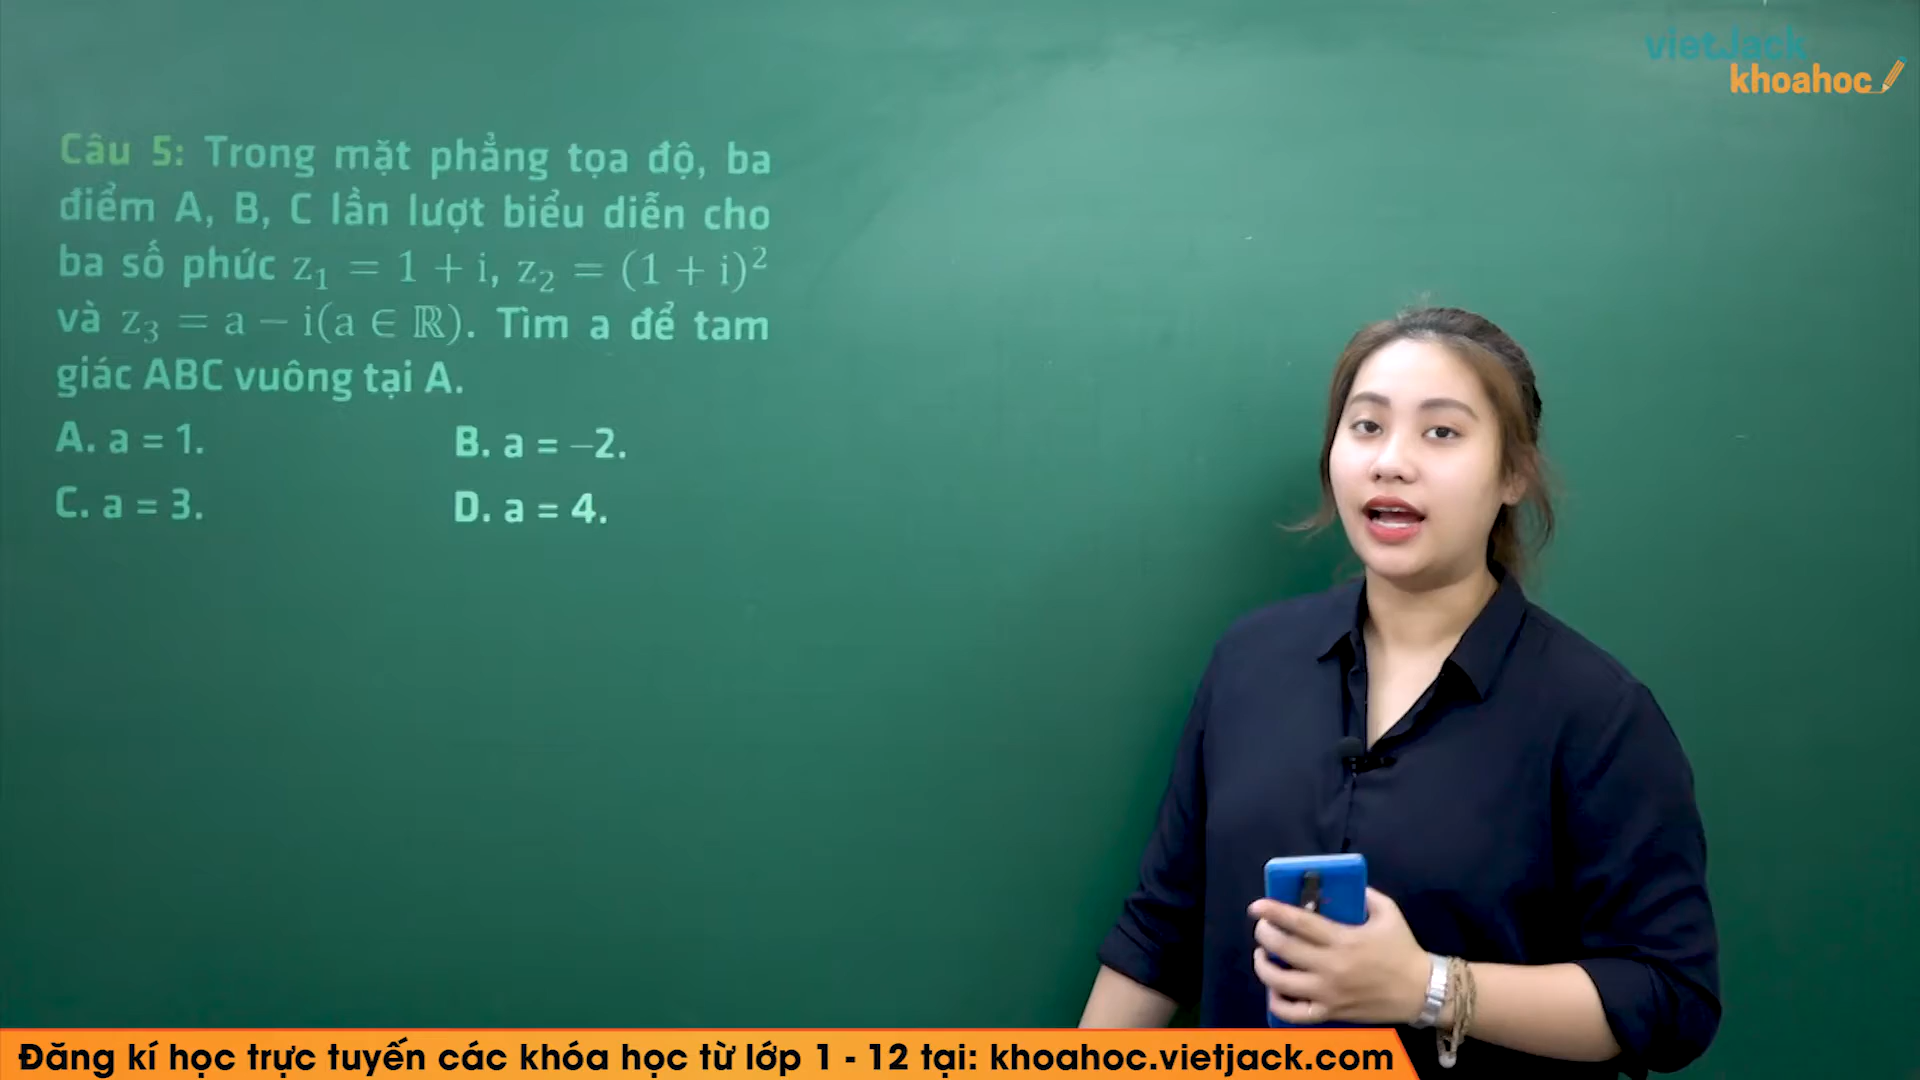 vietJack
khoahoc
Câu 5: Trong mặt phẳng tọa độ, ba
điểm A, B, C lần lượt biểu diễn cho
ba số phức z₁ = 1 + i, z₂ = (1 + i)²
và z₃ = a − i(a ∈ ℝ). Tìm a để tam
giác ABC vuông tại A.
A. a = 1. B. a = −2.
C. a = 3. D. a = 4.
Đăng kí học trực tuyến các khóa học từ lớp 1 - 12 tại: khoahoc.vietjack.com